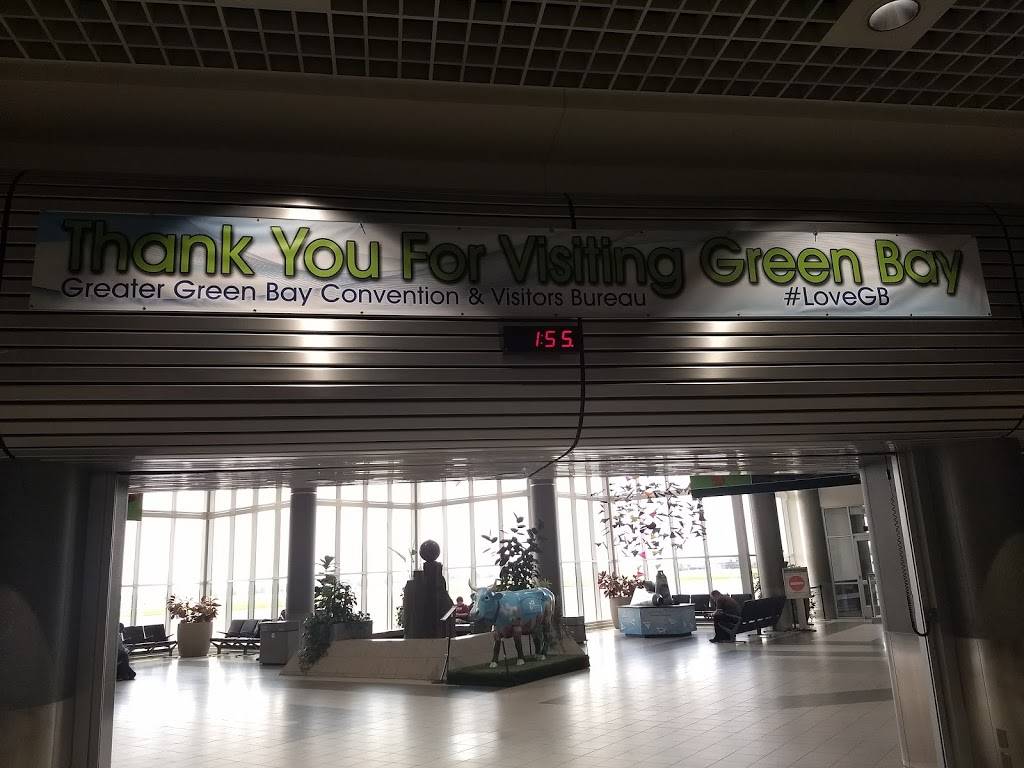 Thank You For Visiting Green Bay
Greater Green Bay Convention & Visitors Bureau #LoveGB
1:55